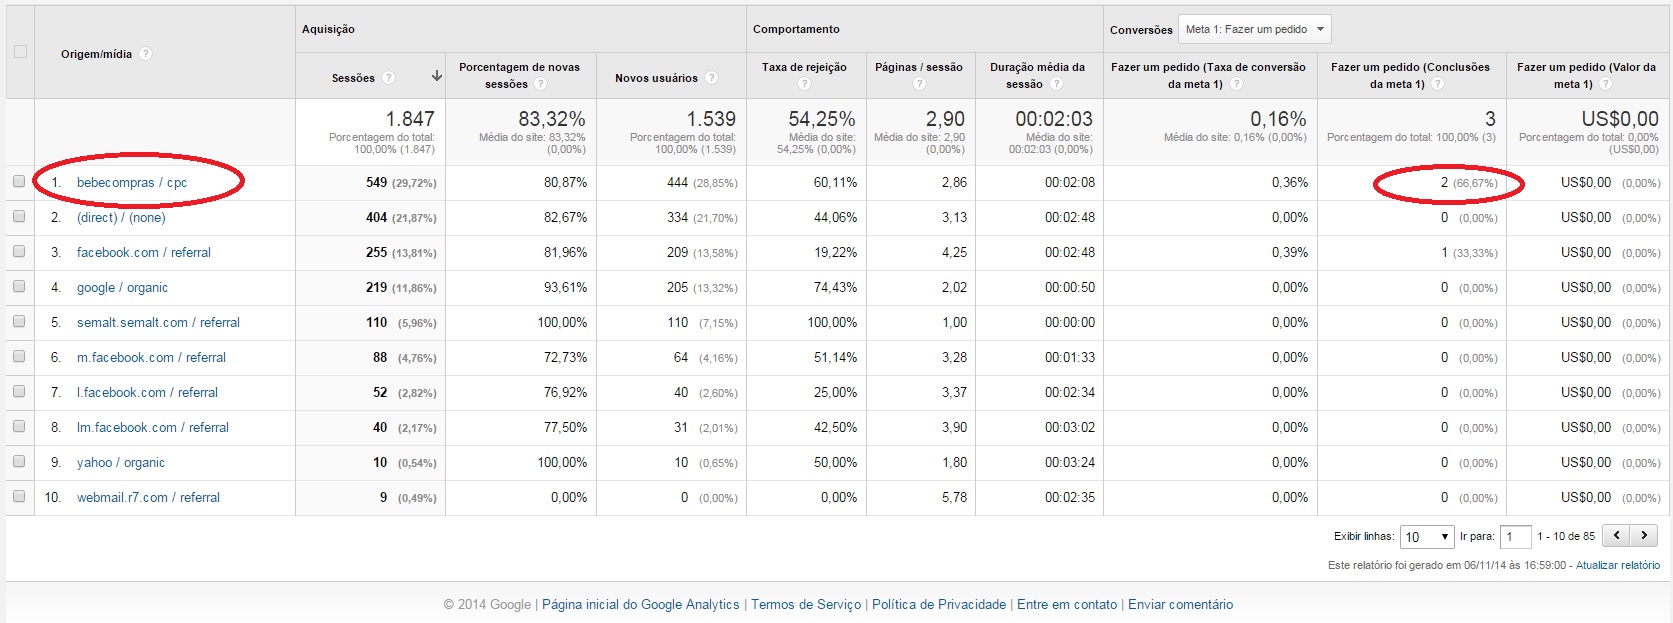 Origem/mídia ?
Aquisição
Comportamento
Conversões Meta 1: Fazer um pedido
Sessões ?
Porcentagem de novas
sessões ?
Novos usuários ?
Taxa de rejeição
?
Páginas / sessão
?
Duração média da
sessão ?
Fazer um pedido (Taxa de conversão
da meta 1) ?
Fazer um pedido (Conclusões
da meta 1) ?
Fazer um pedido (Valor da
meta 1) ?
1.847
Porcentagem do total:
100,00% (1.847)
83,32%
Média do site: 83,32%
(0,00%)
1.539
Porcentagem do total:
100,00% (1.539)
54,25%
Média do site:
54,25% (0,00%)
2,90
Média do site: 2,90
(0,00%)
00:02:03
Média do site:
00:02:03 (0,00%)
0,16%
Média do site: 0,16% (0,00%)
3
Porcentagem do total: 100,00% (3)
US$0,00
Porcentagem do total: 0,00%
(US$0,00)
1. bebecompras / cpc 549 (29,72%) 80,87% 444 (28,85%) 60,11% 2,86 00:02:08 0,36% 2 (66,67%) US$0,00 (0,00%)
2. (direct) / (none) 404 (21,87%) 82,67% 334 (21,70%) 44,06% 3,13 00:02:48 0,00% 0 (0,00%) US$0,00 (0,00%)
3. facebook.com / referral 255 (13,81%) 81,96% 209 (13,58%) 19,22% 4,25 00:02:48 0,39% 1 (33,33%) US$0,00 (0,00%)
4. google / organic 219 (11,86%) 93,61% 205 (13,32%) 74,43% 2,02 00:00:50 0,00% 0 (0,00%) US$0,00 (0,00%)
5. semalt.semalt.com / referral 110 (5,96%) 100,00% 110 (7,15%) 100,00% 1,00 00:00:00 0,00% 0 (0,00%) US$0,00 (0,00%)
6. m.facebook.com / referral 88 (4,76%) 72,73% 64 (4,16%) 51,14% 3,28 00:01:33 0,00% 0 (0,00%) US$0,00 (0,00%)
7. l.facebook.com / referral 52 (2,82%) 76,92% 40 (2,60%) 25,00% 3,37 00:02:34 0,00% 0 (0,00%) US$0,00 (0,00%)
8. lm.facebook.com / referral 40 (2,17%) 77,50% 31 (2,01%) 42,50% 3,90 00:03:02 0,00% 0 (0,00%) US$0,00 (0,00%)
9. yahoo / organic 10 (0,54%) 100,00% 10 (0,65%) 50,00% 1,80 00:03:24 0,00% 0 (0,00%) US$0,00 (0,00%)
10. webmail.r7.com / referral 9 (0,49%) 0,00% 0 (0,00%) 0,00% 5,78 00:02:35 0,00% 0 (0,00%) US$0,00 (0,00%)
Exibir linhas: 10 Ir para: 1 1 - 10 de 85
Este relatório foi gerado em 06/11/14 às 16:59:00 - Atualizar relatório
© 2014 Google | Página inicial do Google Analytics | Termos de Serviço | Política de Privacidade | Entre em contato | Enviar comentário